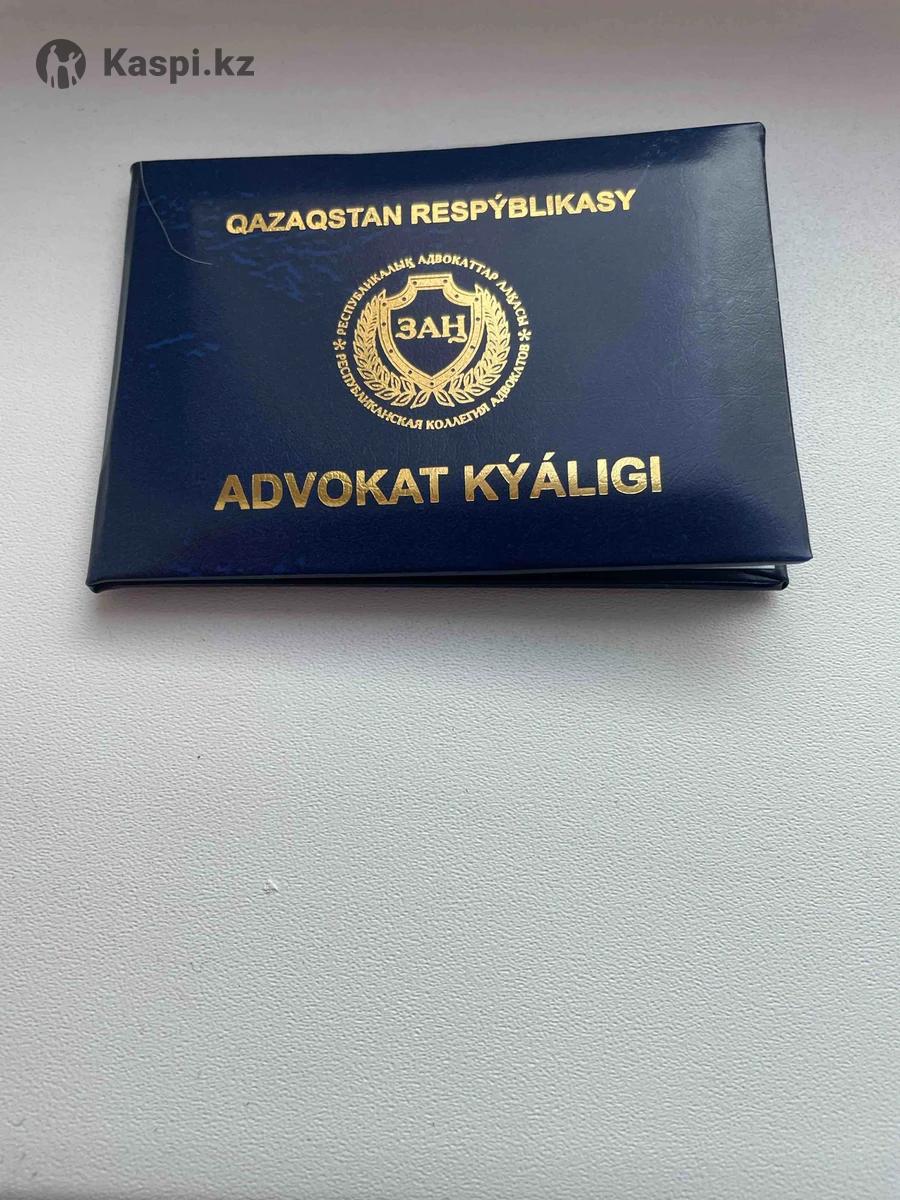 Kaspi.kz
QAZAQSTAN RESPÝBLIKASY
РЕСПУБЛИКАЛЫҚ АДВОКАТТАР АЛҚАСЫ
ЗАҢ
РЕСПУБЛИКАНСКАЯ КОЛЛЕГИЯ АДВОКАТОВ
ADVOKAT KÝÁLIGI